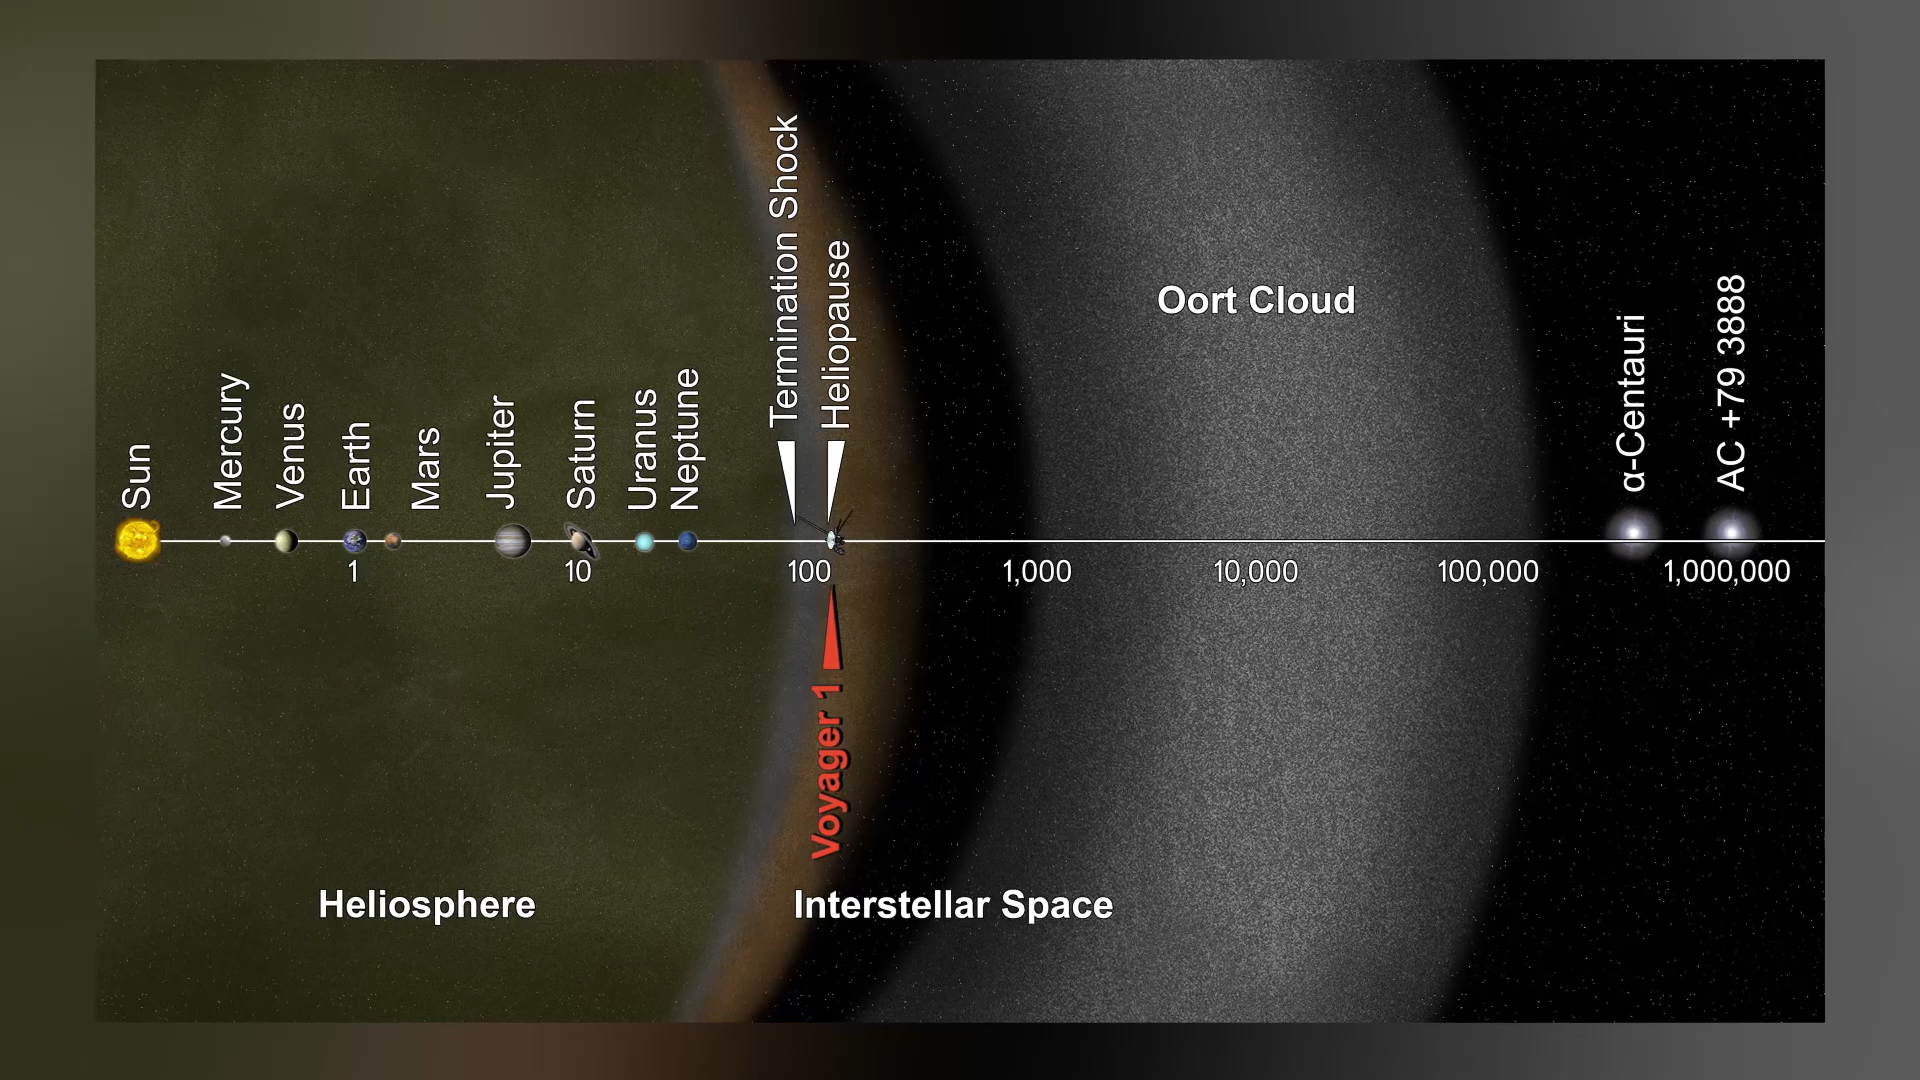 Sun
Mercury
Venus
Earth
Mars
Jupiter
Saturn
Uranus
Neptune
Termination Shock
Heliopause
Oort Cloud
α-Centauri
AC +79 3888
1
10
100
1,000
10,000
100,000
1,000,000
Voyager 1
Heliosphere
Interstellar Space